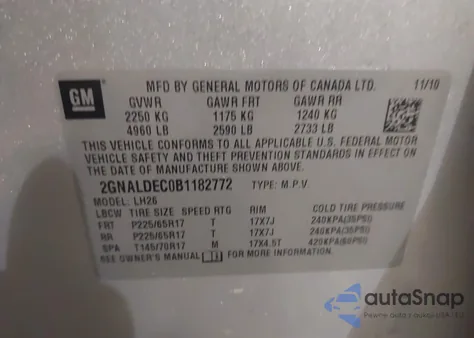 GM
MFD BY GENERAL MOTORS OF CANADA LTD. 11/10
GVWR GAWR FRT GAWR RR
2250 KG 1175 KG 1240 KG
4960 LB 2590 LB 2733 LB
THIS VEHICLE CONFORMS TO ALL APPLICABLE U.S. FEDERAL MOTOR
VEHICLE SAFETY AND THEFT PREVENTION STANDARDS IN EFFECT ON
THE DATE OF MANUFACTURE SHOWN ABOVE.
2GNALDEC0B1182772 TYPE: M.P.V.
MODEL: LH26
LBCW TIRE SIZE SPEED RTG RIM COLD TIRE PRESSURE
FRT P225/65R17 T 17X7J 240KPA(35PSI)
RR P225/65R17 T 17X7J 240KPA(35PSI)
SPA T145/70R17 M 17X4.5T 420KPA(60PSI)
SEE OWNER'S MANUAL FOR MORE INFORMATION
autoSnap